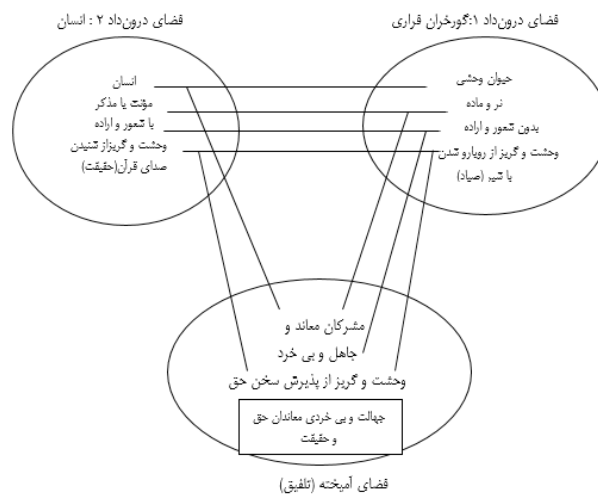 فضای درون‌داد ۱:گورخران فراری
فضای درون‌داد ۲ : انسان
حیوان وحشی
نر و ماده
بدون شعور و اراده
وحشت و گریز از رویارو شدن
با شیر (صیاد)
انسان
مؤنث یا مذکر
با شعور و اراده
وحشت و گریزاز شنیدن
صدای قرآن(حقیقت)
مشرکان معاند و
جاهل و بی خرد
وحشت و گریز از پذیرش سخن حق
جهالت و بی خردی معاندان حق
و حقیقت
فضای آمیخته (تلفیق)